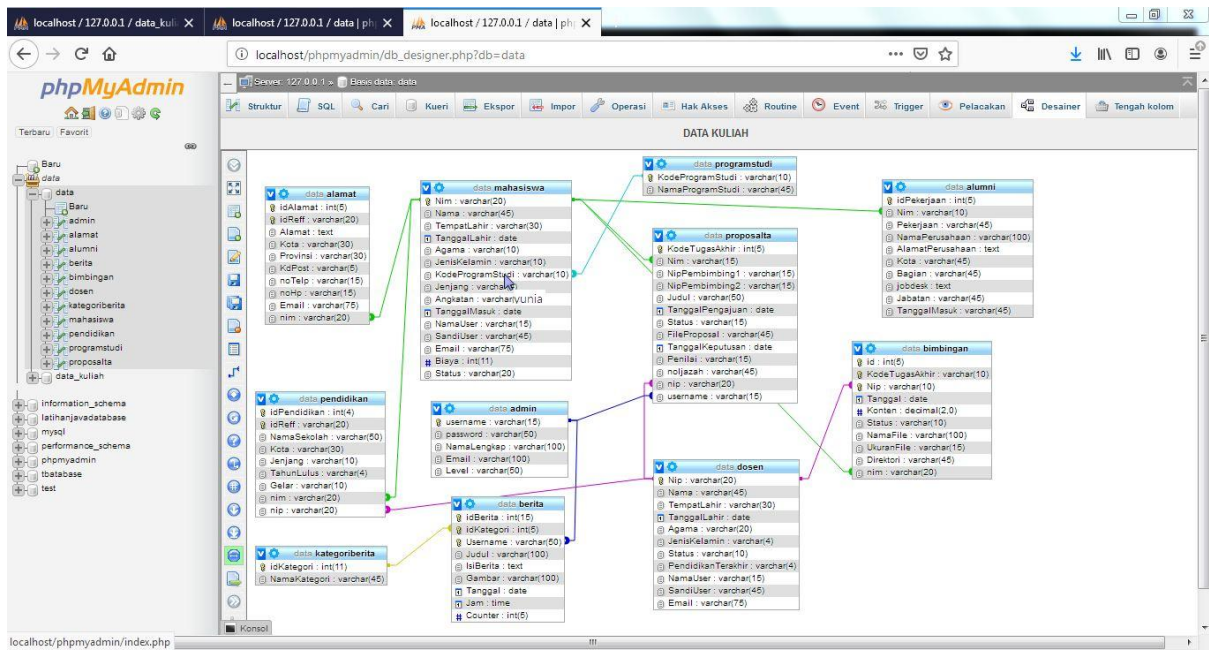 localhost / 127.0.0.1 / data_kuli
localhost / 127.0.0.1 / data | ph
localhost / 127.0.0.1 / data | ph
localhost/phpmyadmin/db_designer.php?db=data
phpMyAdmin
Terbaru Favorit
Baru
data
data
Baru
admin
alamat
alumni
berita
bimbingan
dosen
kategoriberita
mahasiswa
pendidikan
programstudi
proposalta
data_kuliah
information_schema
latihanjavadatabase
mysql
performance_schema
phpmyadmin
tbatabase
test
Server: 127.0.0.1 » Basis data: data
Struktur SQL Cari Kueri Ekspor Impor Operasi Hak Akses Routine Event Trigger Pelacakan Desainer Tengah kolom
DATA KULIAH
data alamat
idAlamat : int(5)
idReff : varchar(20)
Alamat : text
Kota : varchar(30)
Provinsi : varchar(30)
KdPost : varchar(5)
noTelp : varchar(15)
noHp : varchar(15)
Email : varchar(75)
nim : varchar(20)
data mahasiswa
Nim : varchar(20)
Nama : varchar(45)
TempatLahir : varchar(30)
TanggalLahir : date
Agama : varchar(10)
JenisKelamin : varchar(10)
KodeProgramStudi : varchar(10)
Jenjang :
Angkatan : varchar yunia
TanggalMasuk : date
NamaUser : varchar(15)
SandiUser : varchar(45)
Email : varchar(75)
# Biaya : int(11)
Status : varchar(20)
data programstudi
KodeProgramStudi : varchar(10)
NamaProgramStudi : varchar(45)
data proposalta
KodeTugasAkhir : int(5)
Nim : varchar(15)
NipPembimbing1 : varchar(15)
NipPembimbing2 : varchar(15)
Judul : varchar(50)
TanggalPengajuan : date
Status : varchar(15)
FileProposal : varchar(45)
TanggalKeputusan : date
Penilai : varchar(15)
noIjazah : varchar(45)
nip : varchar(20)
username : varchar(15)
data alumni
idPekerjaan : int(5)
Nim : varchar(10)
Pekerjaan : varchar(45)
NamaPerusahaan : varchar(100)
AlamatPerusahaan : text
Kota : varchar(45)
Bagian : varchar(45)
jobdesk : text
Jabatan : varchar(45)
TanggalMasuk : varchar(45)
data bimbingan
id : int(5)
KodeTugasAkhir : varchar(10)
Nip : varchar(10)
Tanggal : date
# Konten : decimal(2,0)
Status : varchar(10)
NamaFile : varchar(100)
UkuranFile : varchar(15)
Direktori : varchar(45)
nim : varchar(20)
data pendidikan
idPendidikan : int(4)
idReff : varchar(20)
NamaSekolah : varchar(50)
Kota : varchar(30)
Jenjang : varchar(10)
TahunLulus : varchar(4)
Gelar : varchar(10)
nim : varchar(20)
nip : varchar(20)
data admin
username : varchar(15)
password : varchar(50)
NamaLengkap : varchar(100)
Email : varchar(100)
Level : varchar(50)
data dosen
Nip : varchar(20)
Nama : varchar(45)
TempatLahir : varchar(30)
TanggalLahir : date
Agama : varchar(20)
JenisKelamin : varchar(4)
Status : varchar(10)
PendidikanTerakhir : varchar(4)
NamaUser : varchar(15)
SandiUser : varchar(45)
Email : varchar(75)
data berita
idBerita : int(15)
idKategori : int(5)
Username : varchar(50)
Judul : varchar(100)
IsiBerita : text
Gambar : varchar(100)
Tanggal : date
Jam : time
# Counter : int(5)
data kategoriberita
idKategori : int(11)
NamaKategori : varchar(45)
Konsol
localhost/phpmyadmin/index.php